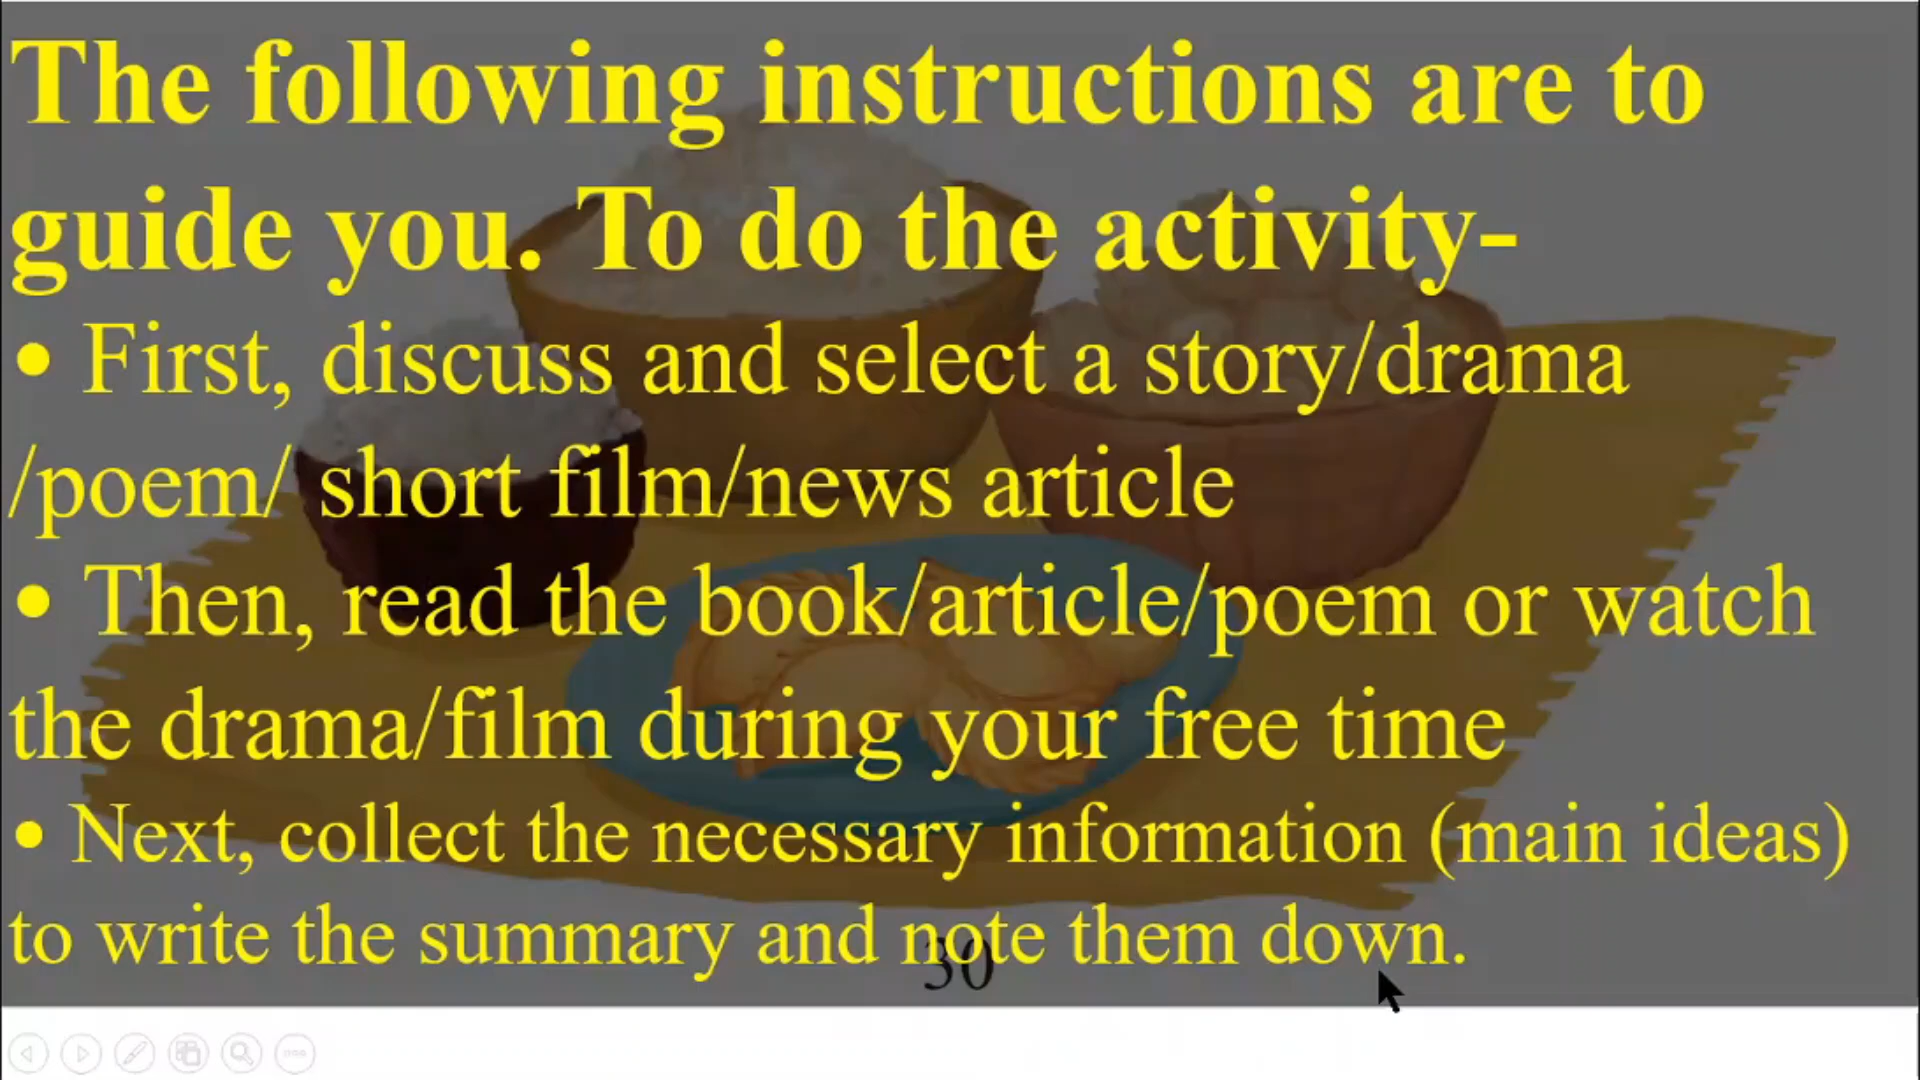 The following instructions are to
guide you. To do the activity-
• First, discuss and select a story/drama
/poem/ short film/news article
• Then, read the book/article/poem or watch
the drama/film during your free time
• Next, collect the necessary information (main ideas)
to write the summary and note them down.
30